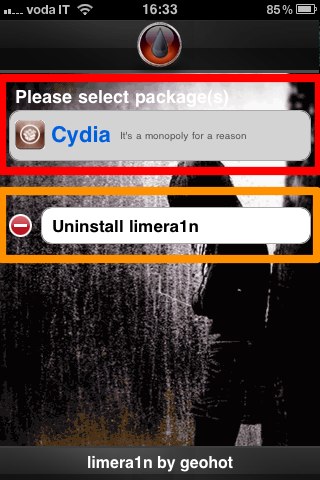 voda IT 16:33 85%
Please select package(s)
Cydia It's a monopoly for a reason
Uninstall limera1n
limera1n by geohot